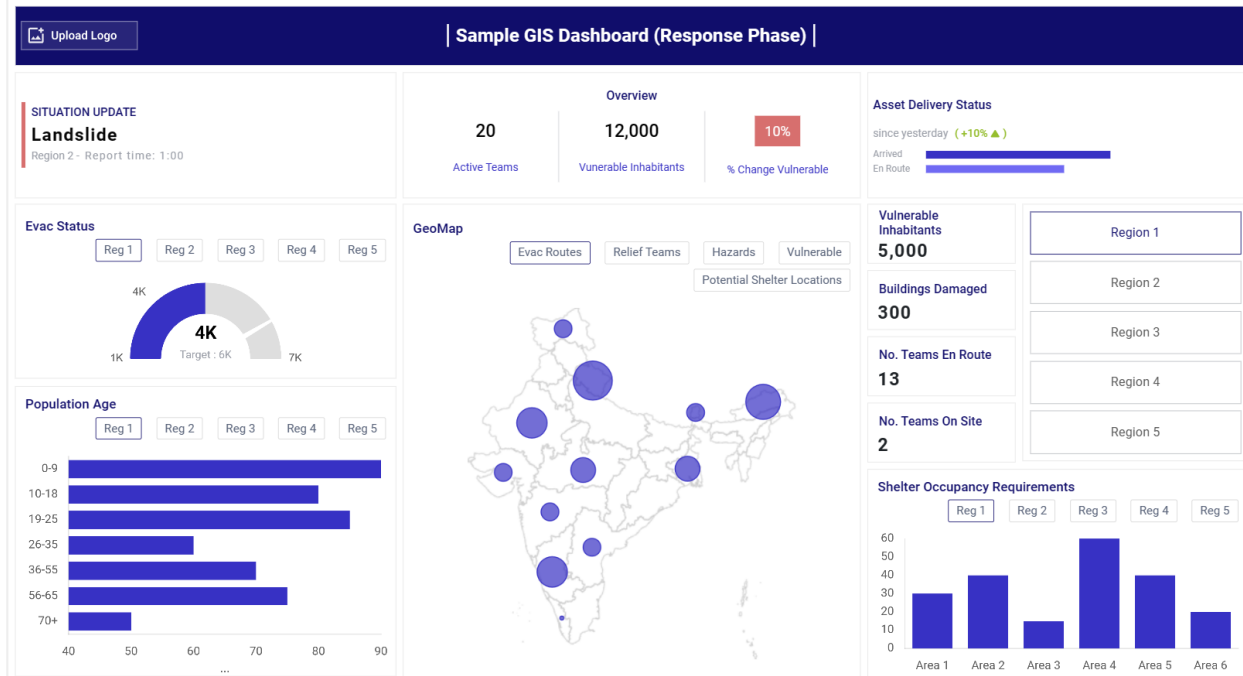 Upload Logo
| Sample GIS Dashboard (Response Phase) |
SITUATION UPDATE
Landslide
Region 2 - Report time: 1:00
Overview
20
Active Teams
12,000
Vunerable Inhabitants
10%
% Change Vulnerable
Asset Delivery Status
since yesterday (+10% ▲)
Arrived
En Route
Evac Status
Reg 1 Reg 2 Reg 3 Reg 4 Reg 5
4K
4K
Target : 6K
1K
7K
Population Age
Reg 1 Reg 2 Reg 3 Reg 4 Reg 5
0-9
10-18
19-25
26-35
36-55
56-65
70+
40 50 60 70 80 90
...
GeoMap
Evac Routes Relief Teams Hazards Vulnerable
Potential Shelter Locations
Vulnerable
Inhabitants
5,000
Buildings Damaged
300
No. Teams En Route
13
No. Teams On Site
2
Region 1
Region 2
Region 3
Region 4
Region 5
Shelter Occupancy Requirements
Reg 1 Reg 2 Reg 3 Reg 4 Reg 5
60
50
40
30
20
10
0
Area 1 Area 2 Area 3 Area 4 Area 5 Area 6